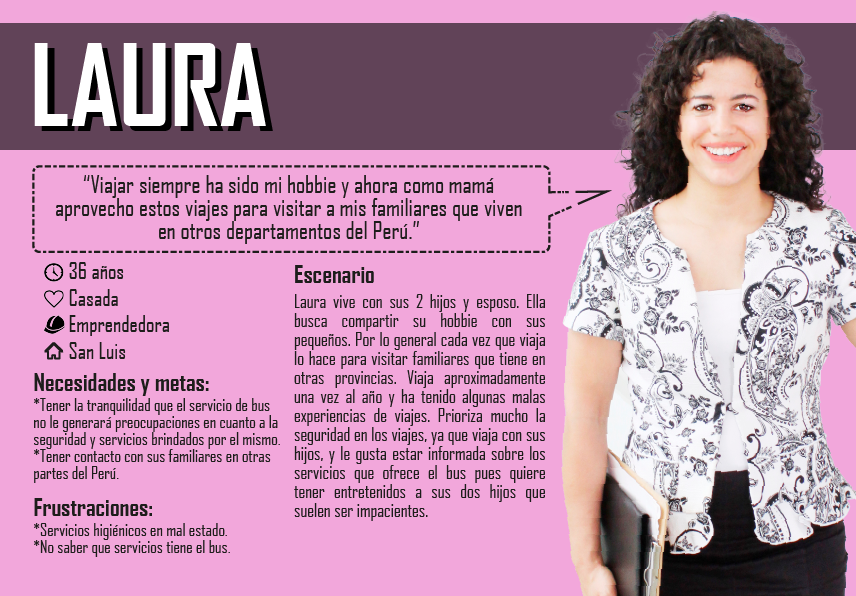 LAURA
“Viajar siempre ha sido mi hobbie y ahora como mamá
aprovecho estos viajes para visitar a mis familiares que viven
en otros departamentos del Perú.”
36 años
Casada
Emprendedora
San Luis
Necesidades y metas:
*Tener la tranquilidad que el servicio de bus
no le generará preocupaciones en cuanto a la
seguridad y servicios brindados por el mismo.
*Tener contacto con sus familiares en otras
partes del Perú.
Frustraciones:
*Servicios higiénicos en mal estado.
*No saber que servicios tiene el bus.
Escenario
Laura vive con sus 2 hijos y esposo. Ella
busca compartir su hobbie con sus
pequeños. Por lo general cada vez que viaja
lo hace para visitar familiares que tiene en
otras provincias. Viaja aproximadamente
una vez al año y ha tenido algunas malas
experiencias de viajes. Prioriza mucho la
seguridad en los viajes, ya que viaja con sus
hijos, y le gusta estar informada sobre los
servicios que ofrece el bus pues quiere
tener entretenidos a sus dos hijos que
suelen ser impacientes.